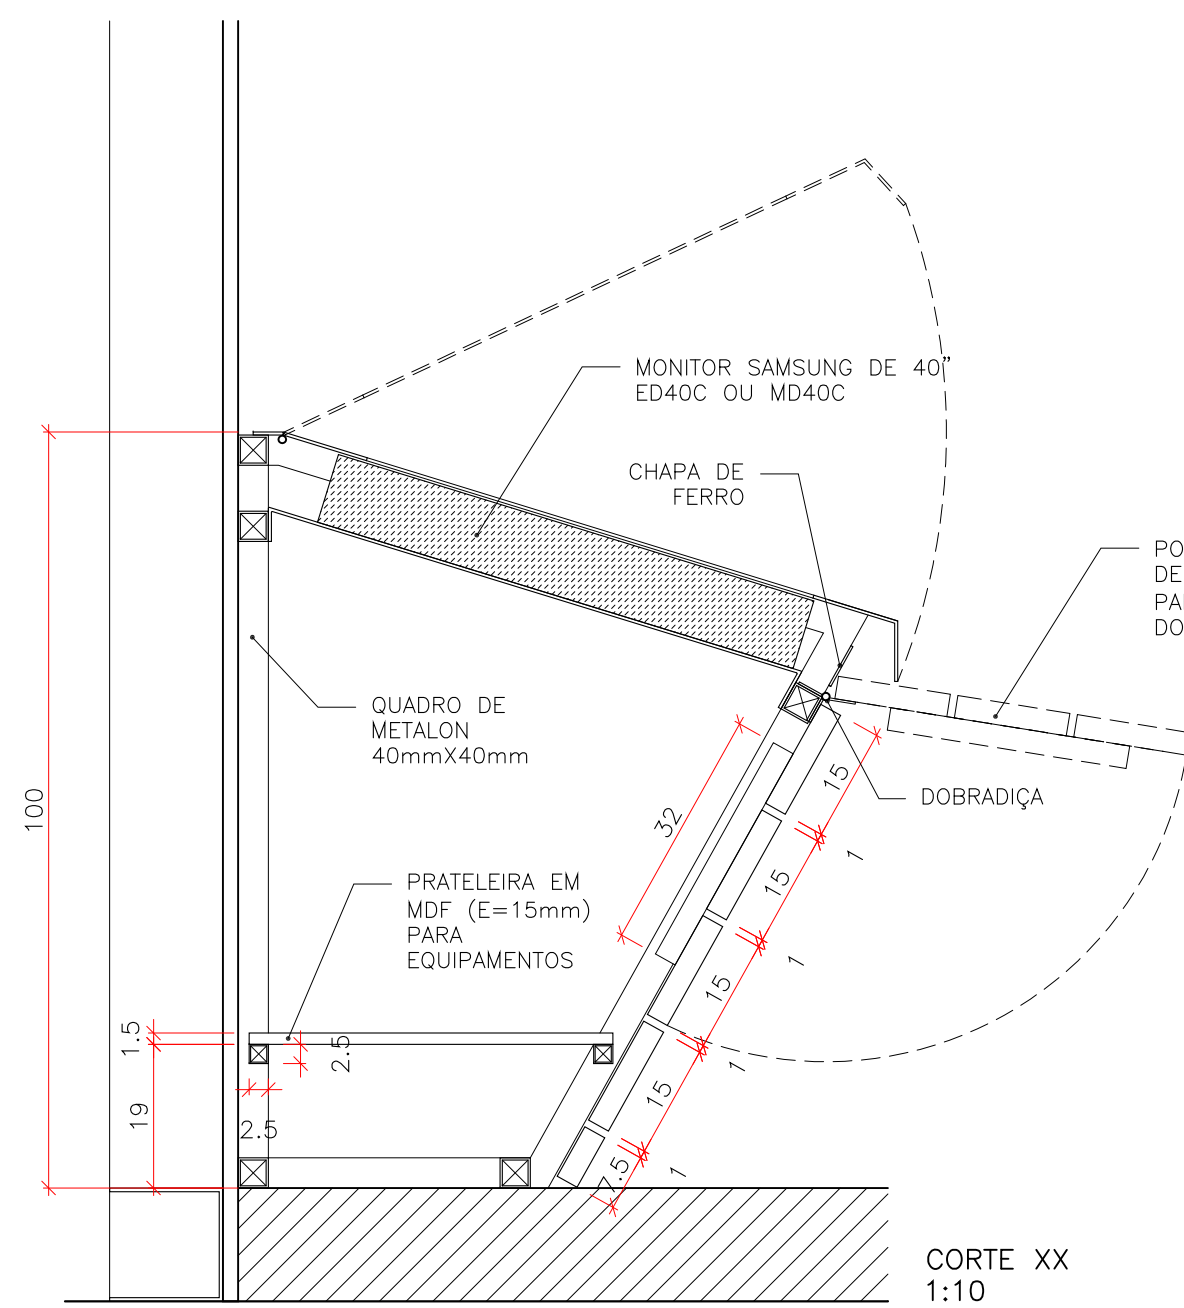 MONITOR SAMSUNG DE 40"
ED40C OU MD40C
CHAPA DE
FERRO
PO
DE
PA
DO
QUADRO DE
METALON
40mmX40mm
DOBRADIÇA
PRATELEIRA EM
MDF (E=15mm)
PARA
EQUIPAMENTOS
100
32
15
1
15
1
15
1
15
1
7.5
1.5
2.5
19
2.5
CORTE XX
1:10